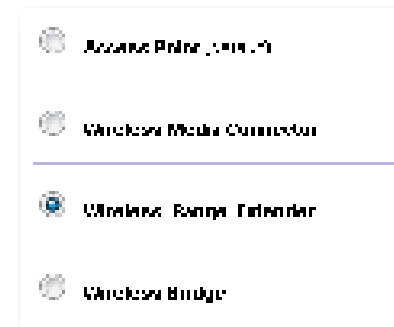 Access Point
Wireless Media Connector
Wireless Range Extender
Wireless Bridge